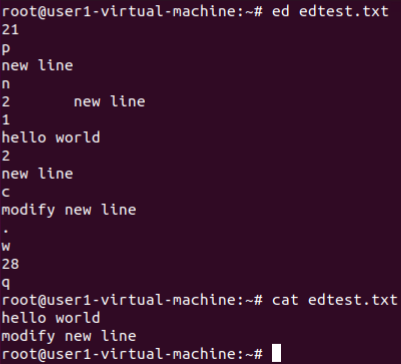 root@user1-virtual-machine:~# ed edtest.txt
21
p
new line
n
2       new line
1
hello world
2
new line
c
modify new line
.
w
28
q
root@user1-virtual-machine:~# cat edtest.txt
hello world
modify new line
root@user1-virtual-machine:~#